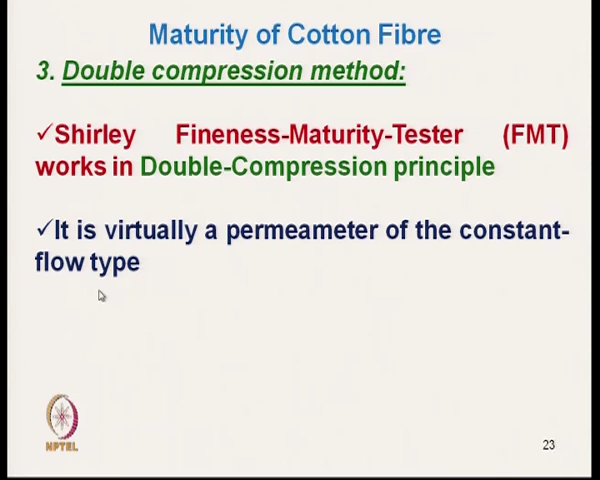 Maturity of Cotton Fibre
3. Double compression method:
✓Shirley Fineness-Maturity-Tester (FMT)
works in Double-Compression principle
✓It is virtually a permeameter of the constant-
flow type
NPTEL
23